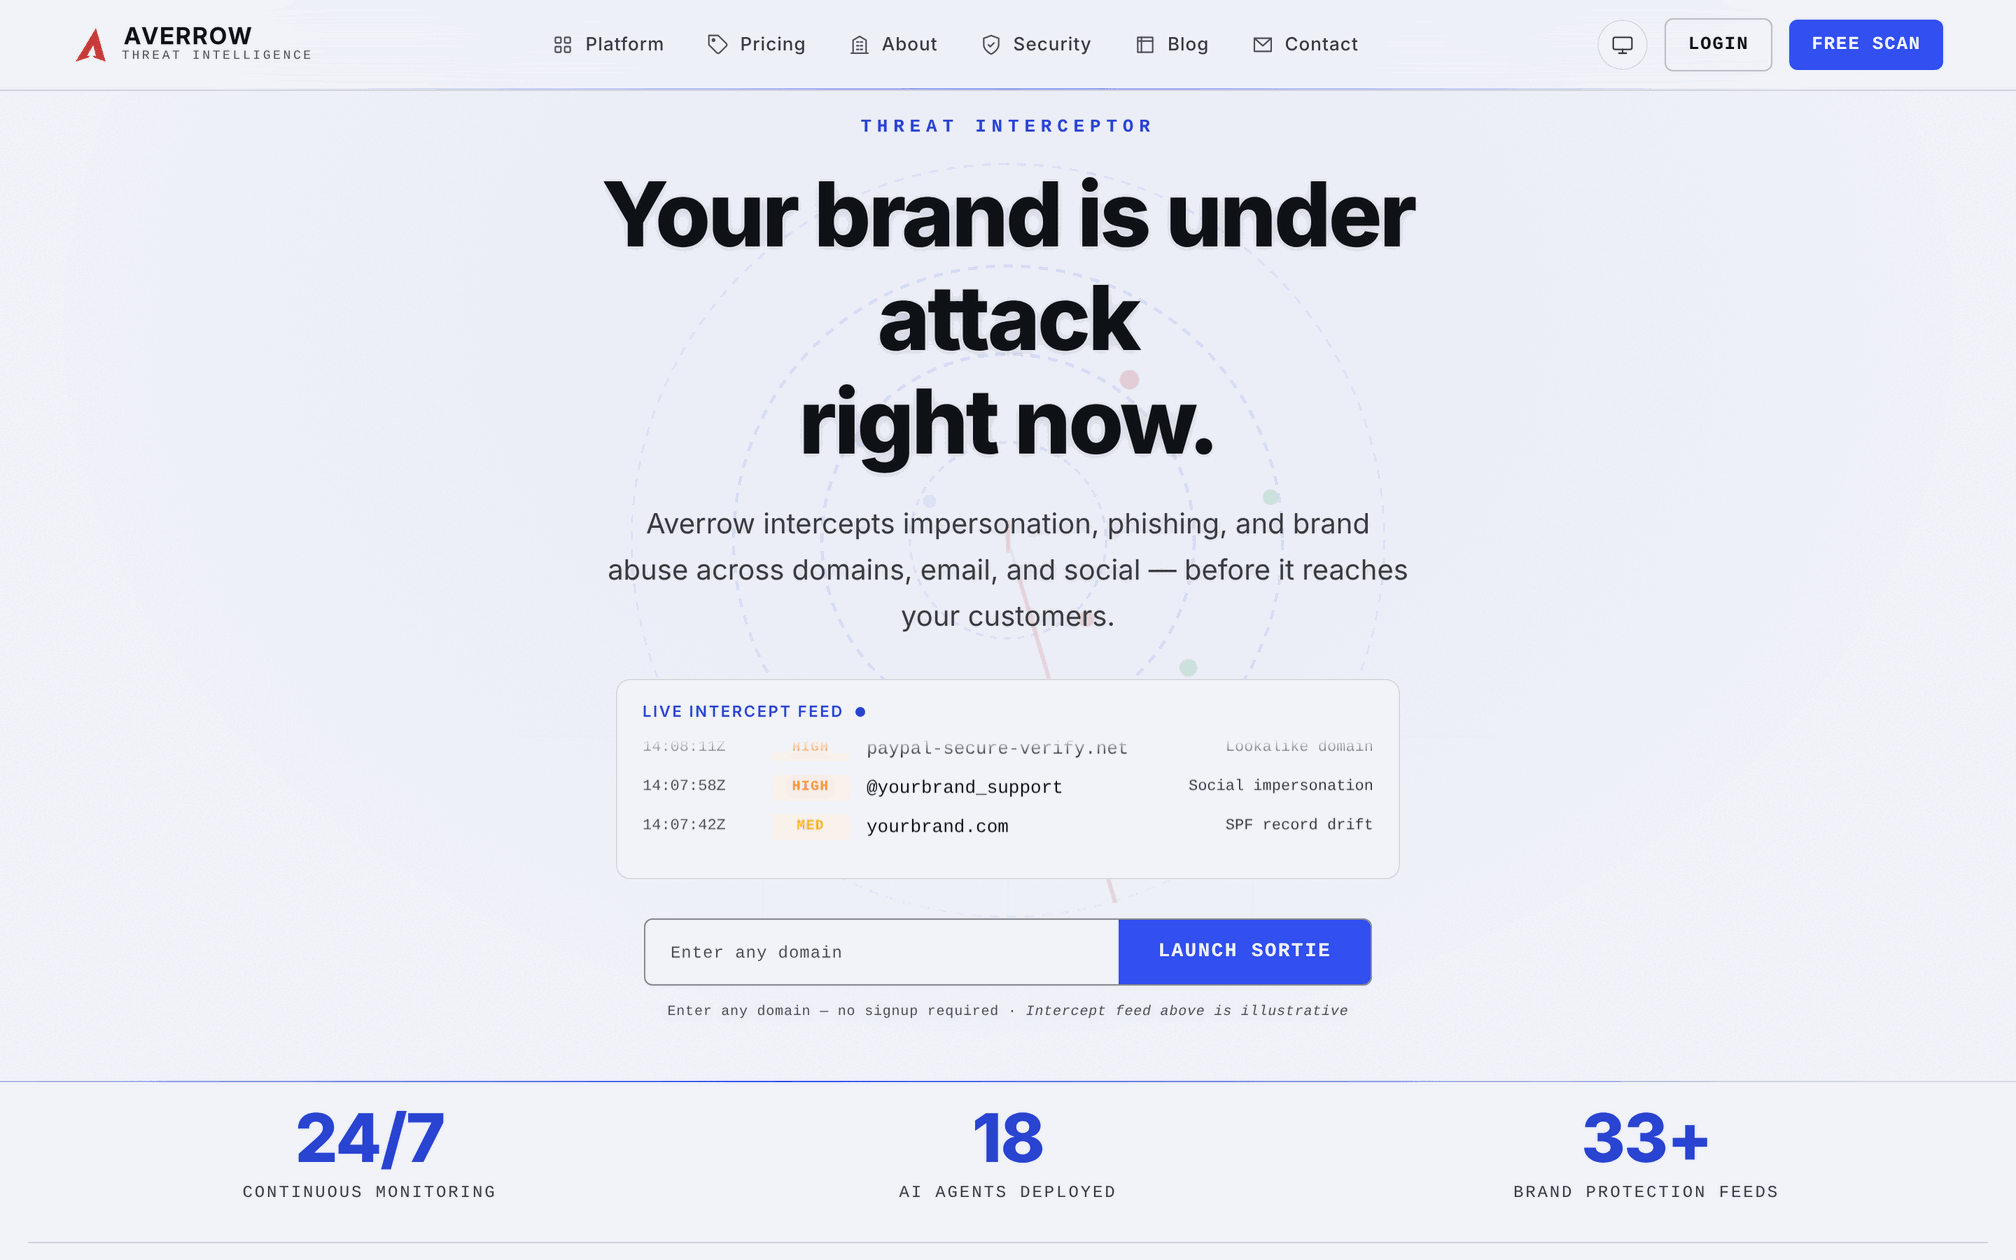 AVERROW
THREAT INTELLIGENCE
Platform
Pricing
About
Security
Blog
Contact
LOGIN
FREE SCAN
THREAT INTERCEPTOR
Your brand is under
attack
right now.
Averrow intercepts impersonation, phishing, and brand
abuse across domains, email, and social — before it reaches
your customers.
LIVE INTERCEPT FEED
14:08:11Z HIGH paypal-secure-verify.net Lookalike domain
14:07:58Z HIGH @yourbrand_support Social impersonation
14:07:42Z MED yourbrand.com SPF record drift
Enter any domain
LAUNCH SORTIE
Enter any domain — no signup required · Intercept feed above is illustrative
24/7
CONTINUOUS MONITORING
18
AI AGENTS DEPLOYED
33+
BRAND PROTECTION FEEDS